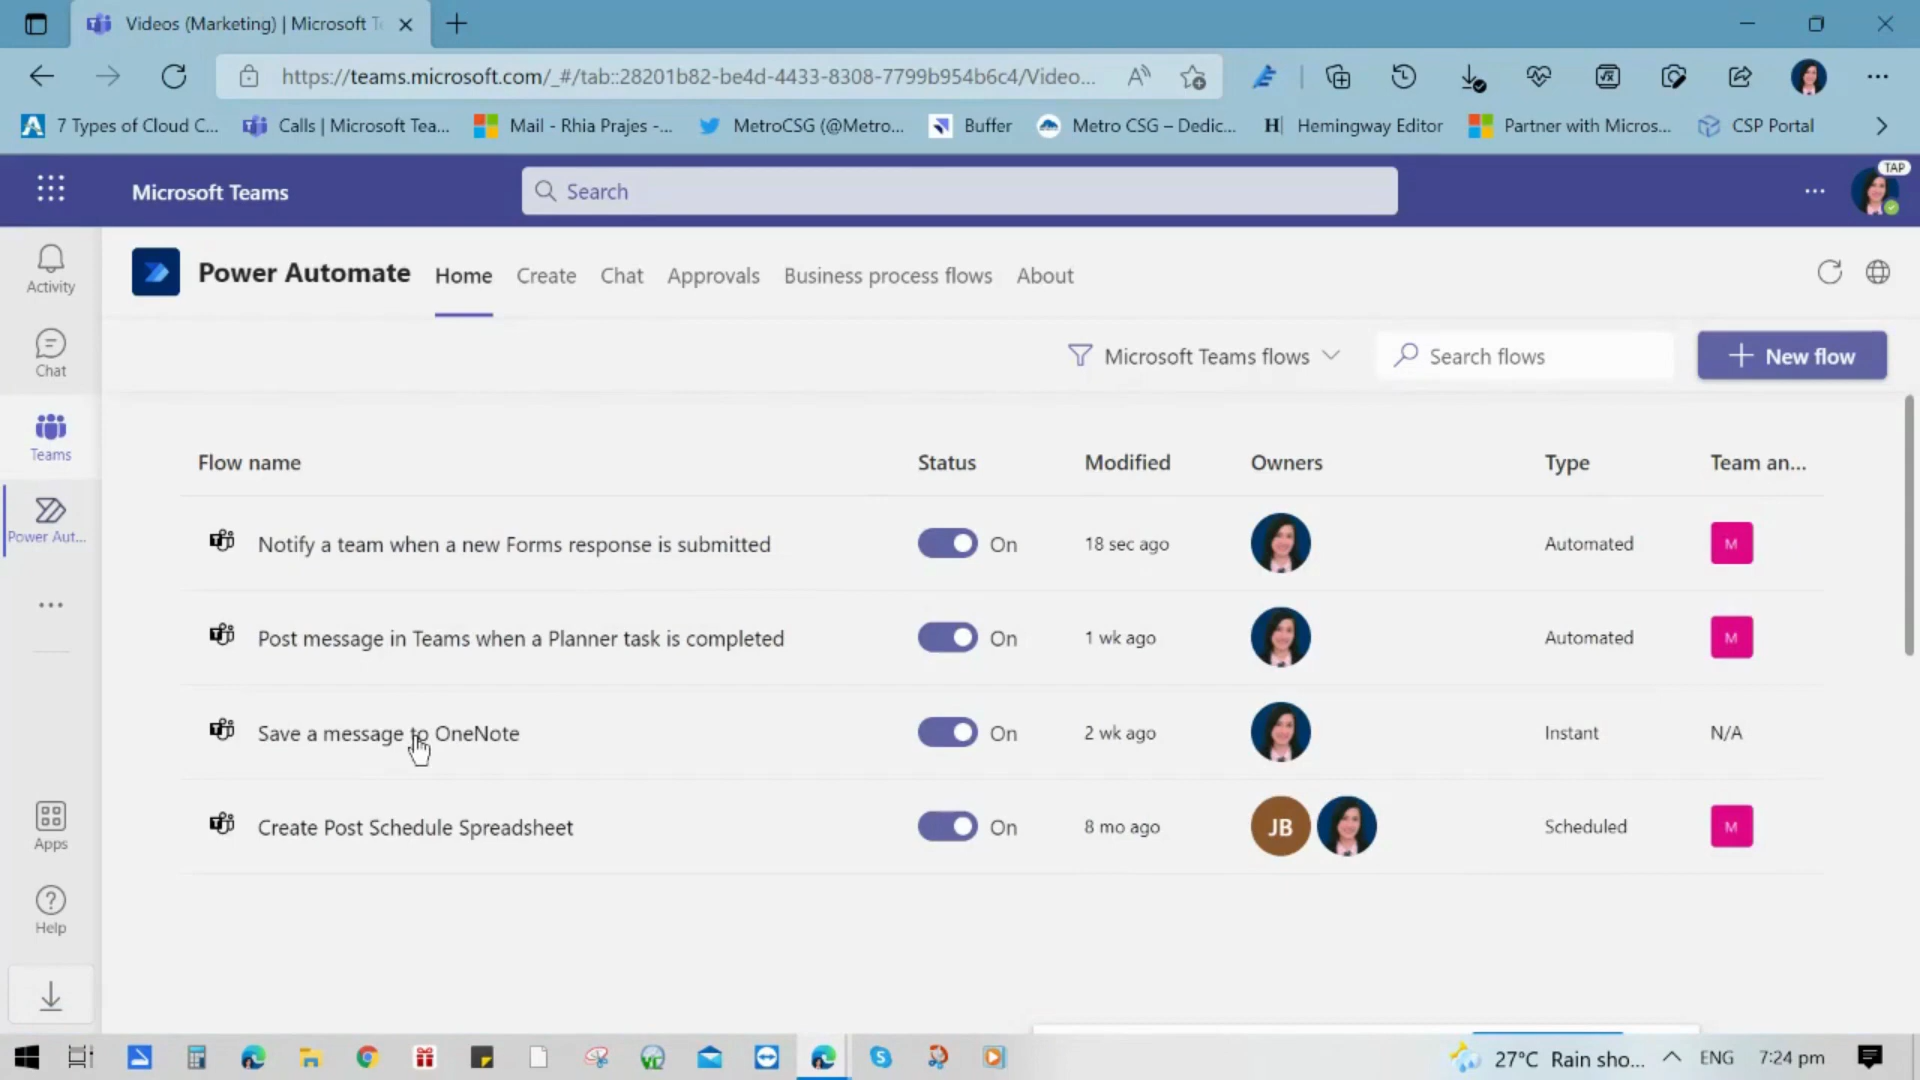 Videos (Marketing) | Microsoft Te
https://teams.microsoft.com/_#/tab::28201b82-be4d-4433-8308-7799b954b6c4/Video...
7 Types of Cloud C... Calls | Microsoft Tea... Mail - Rhia Prajes -... MetroCSG (@Metro... Buffer Metro CSG – Dedic... Hemingway Editor Partner with Micros... CSP Portal
Microsoft Teams Search TAP
Activity
Chat
Teams
Power Aut...
Apps
Help
Power Automate Home Create Chat Approvals Business process flows About
Microsoft Teams flows Search flows New flow
Flow name Status Modified Owners Type Team an...
Notify a team when a new Forms response is submitted On 18 sec ago Automated M
Post message in Teams when a Planner task is completed On 1 wk ago Automated M
Save a message to OneNote On 2 wk ago Instant N/A
Create Post Schedule Spreadsheet On 8 mo ago JB Scheduled M
27°C Rain sho... ENG 7:24 pm